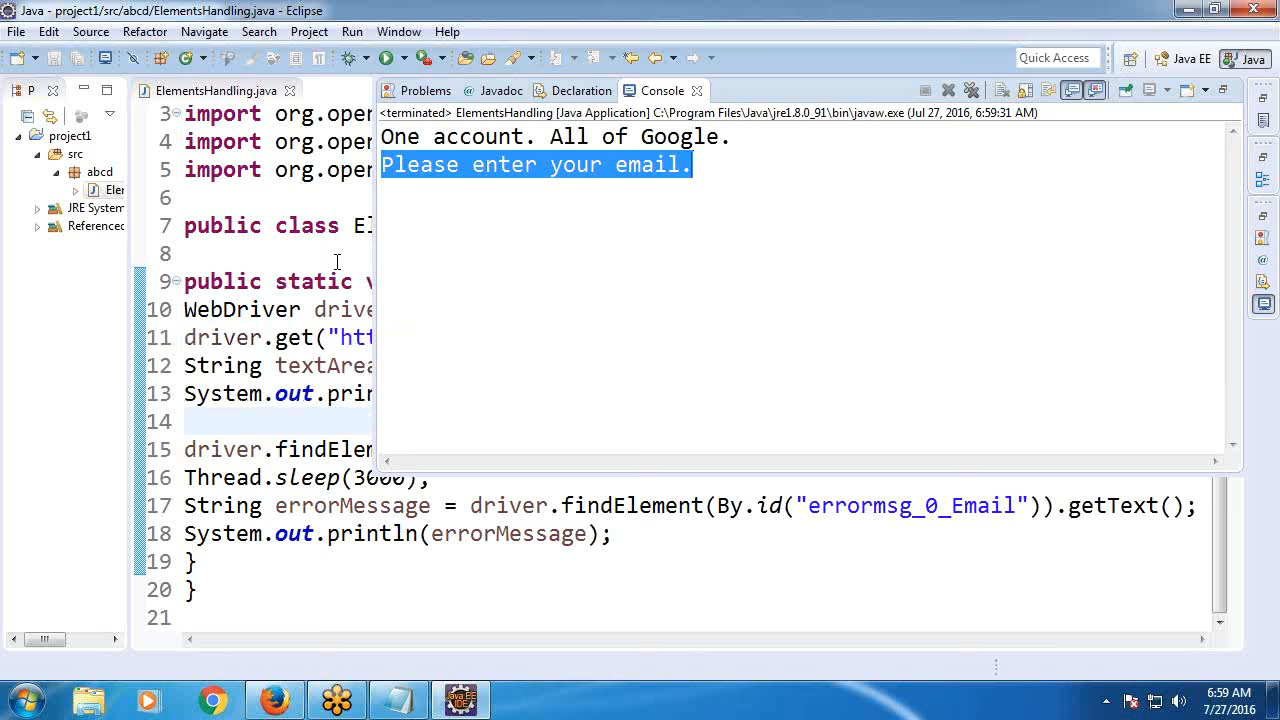 Java - project1/src/abcd/ElementsHandling.java - Eclipse
File Edit Source Refactor Navigate Search Project Run Window Help
Quick Access Java EE Java
P ElementsHandling.java Problems Javadoc Declaration Console
<terminated> ElementsHandling [Java Application] C:\Program Files\Java\jre1.8.0_91\bin\javaw.exe (Jul 27, 2016, 6:59:31 AM)
One account. All of Google.
Please enter your email.
project1
src
abcd
Eler
JRE System
Referenced
3 import org.oper
4 import org.oper
5 import org.oper
6
7 public class El
8
9 public static v
10 WebDriver drive
11 driver.get("htt
12 String textArea
13 System.out.prin
14
15 driver.findElem
16 Thread.sleep(3000);
17 String errorMessage = driver.findElement(By.id("errormsg_0_Email")).getText();
18 System.out.println(errorMessage);
19 }
20 }
21
Java EE
IDE
6:59 AM
7/27/2016